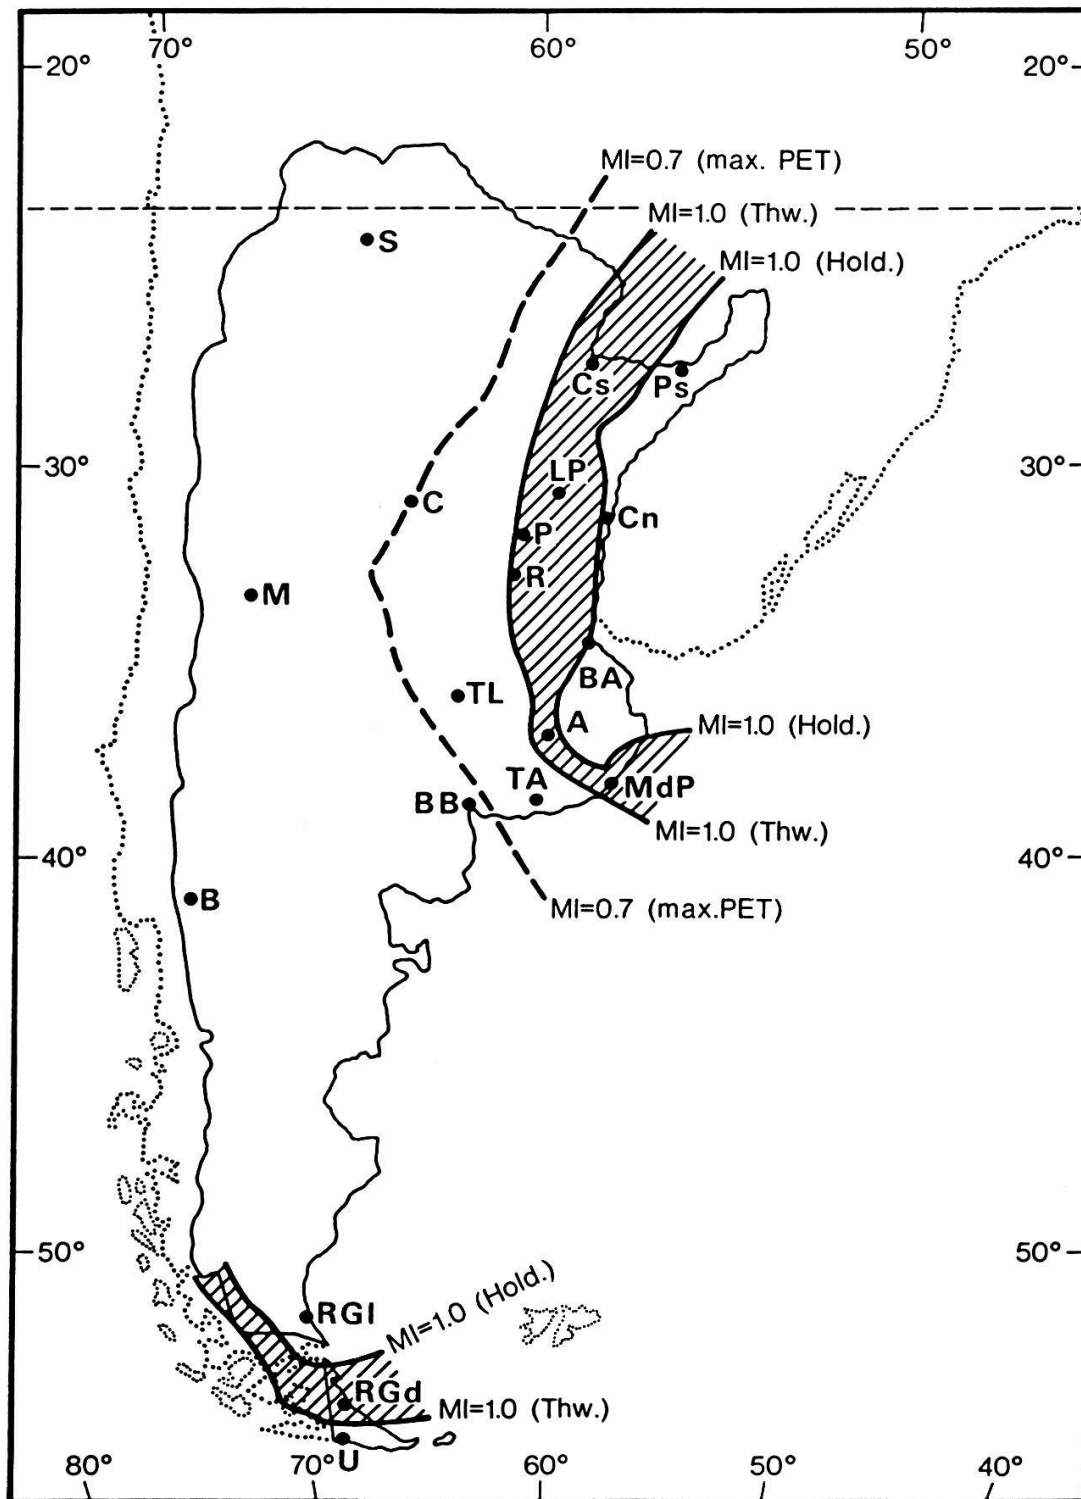 70° 60° 50°
20° 20°
MI=0.7 (max. PET)
MI=1.0 (Thw.)
S
MI=1.0 (Hold.)
Cs Ps
30° 30°
LP
C Cn
P
R
M
BA
TL
A MI=1.0 (Hold.)
TA
BB MdP
MI=1.0 (Thw.)
40° 40°
B
MI=0.7 (max.PET)
50° 50°
RGl
MI=1.0 (Hold.)
RGd
MI=1.0 (Thw.)
U
80° 70° 60° 50° 40°